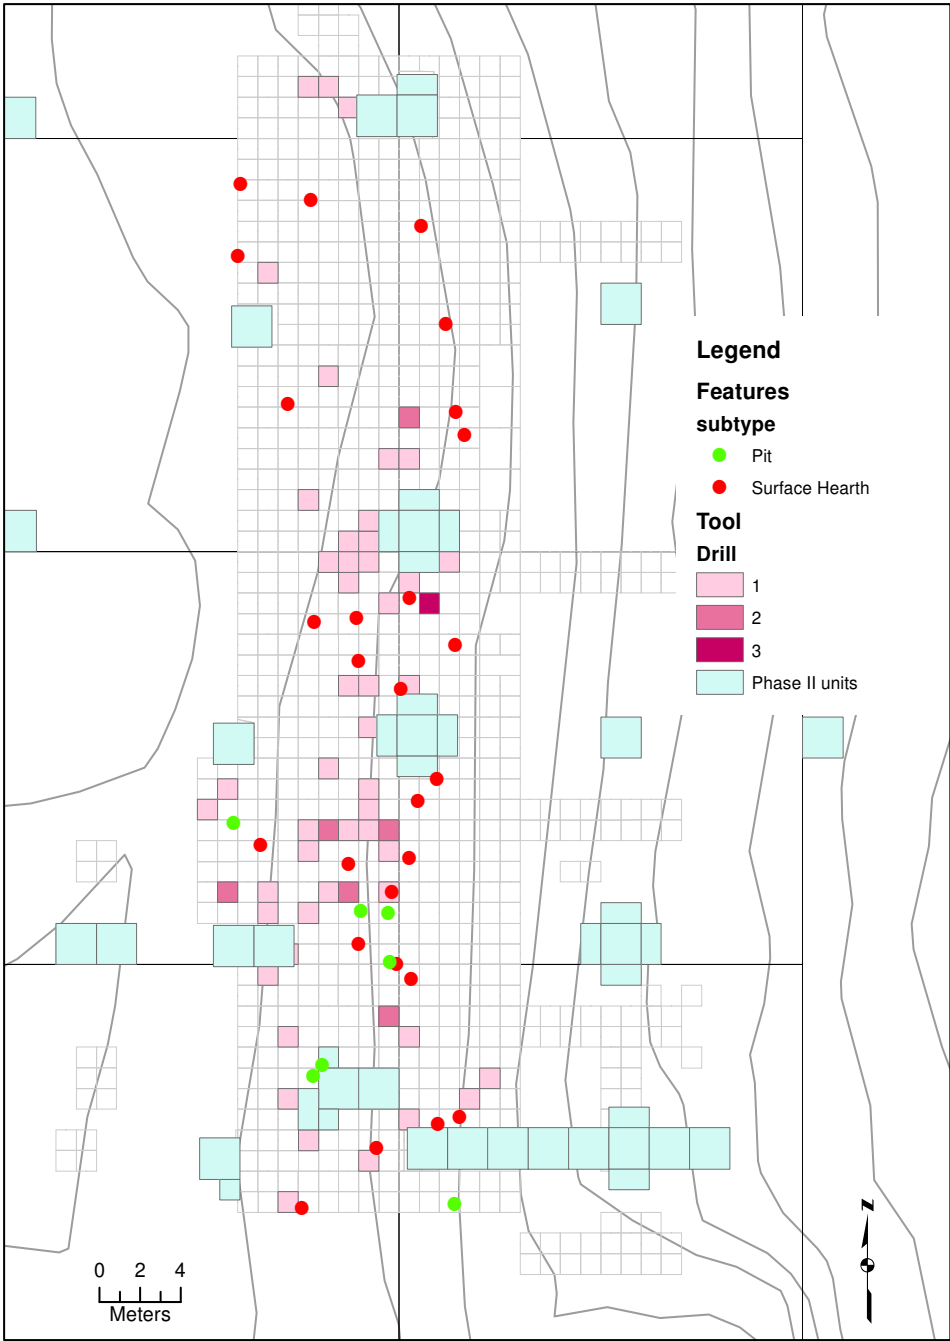 Legend
Features
subtype
Pit
Surface Hearth
Tool
Drill
1
2
3
Phase II units
N
0 2 4
Meters